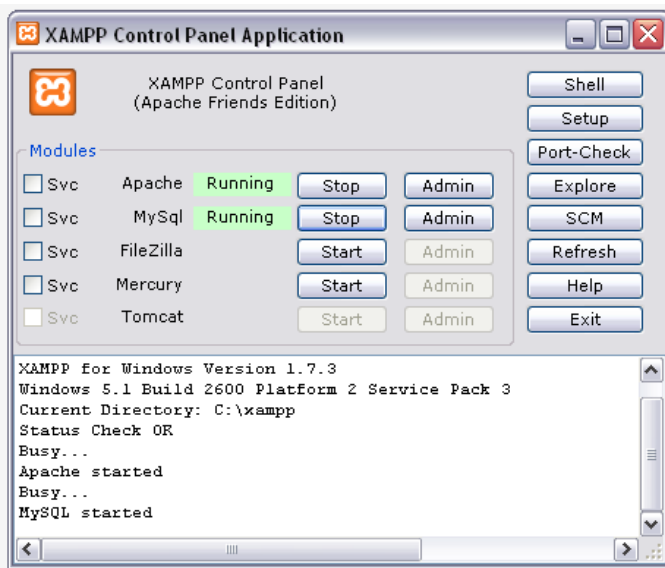 XAMPP Control Panel Application
XAMPP Control Panel
(Apache Friends Edition)
Shell
Setup
Port-Check
Explore
SCM
Refresh
Help
Exit
Modules
Svc Apache Running Stop Admin
Svc MySql Running Stop Admin
Svc FileZilla Start Admin
Svc Mercury Start Admin
Svc Tomcat Start Admin
XAMPP for Windows Version 1.7.3
Windows 5.1 Build 2600 Platform 2 Service Pack 3
Current Directory: C:\xampp
Status Check OK
Busy...
Apache started
Busy...
MySQL started